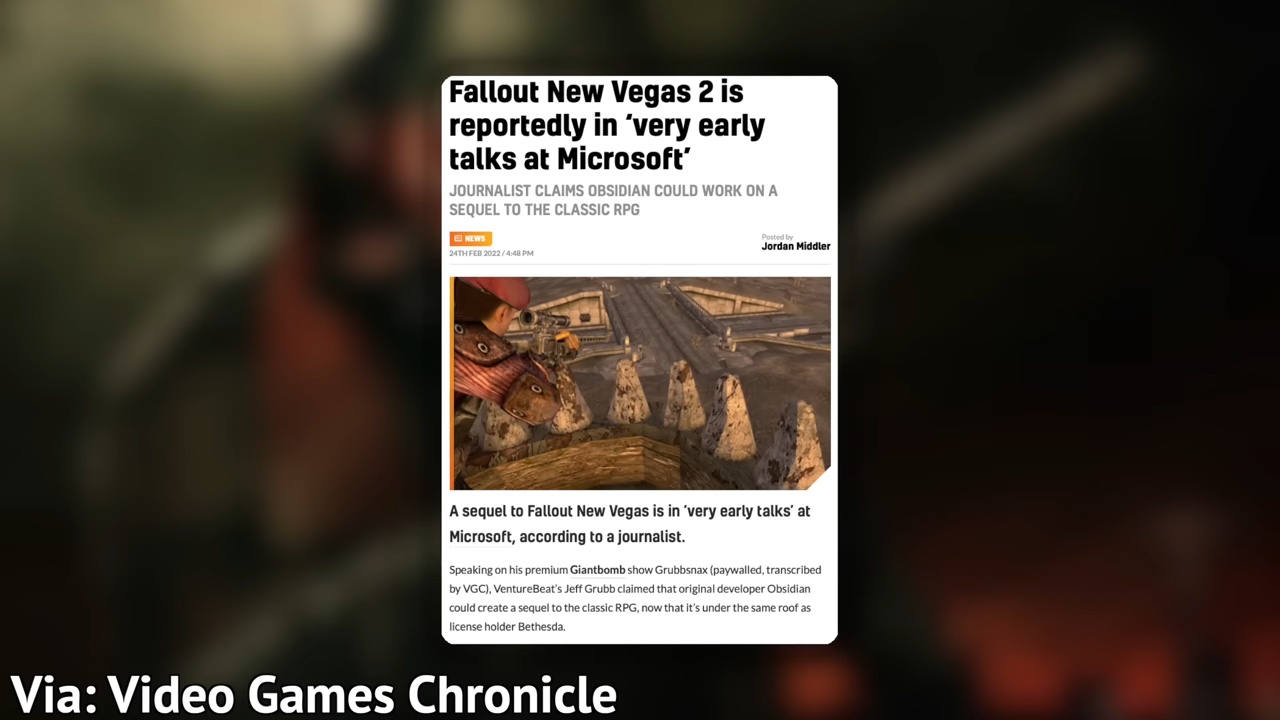 Fallout New Vegas 2 is
reportedly in ‘very early
talks at Microsoft’
JOURNALIST CLAIMS OBSIDIAN COULD WORK ON A
SEQUEL TO THE CLASSIC RPG
NEWS
24TH FEB 2022 / 4:48 PM
Posted by
Jordan Middler
A sequel to Fallout New Vegas is in ‘very early talks’ at
Microsoft, according to a journalist.
Speaking on his premium Giantbomb show Grubbsnax (paywalled, transcribed
by VGC), VentureBeat’s Jeff Grubb claimed that original developer Obsidian
could create a sequel to the classic RPG, now that it’s under the same roof as
license holder Bethesda.
Via: Video Games Chronicle